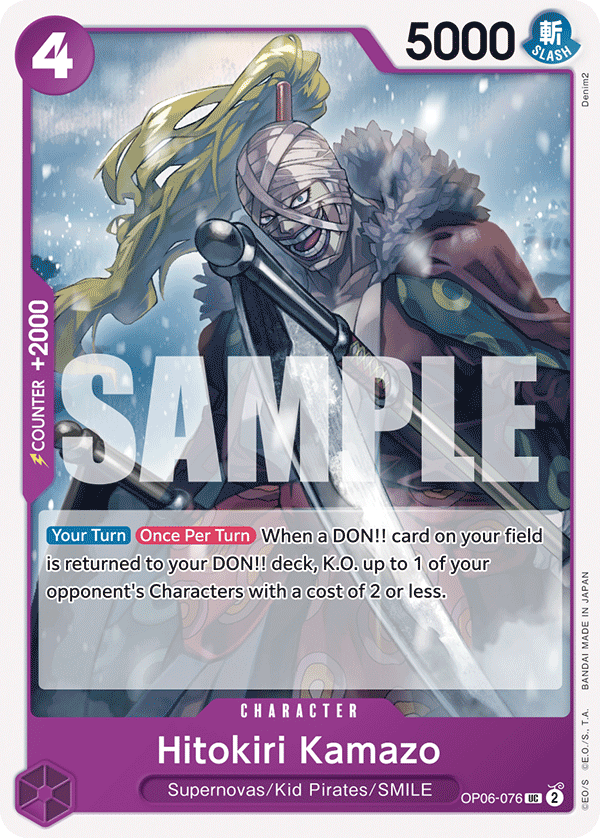 4
5000
斬
SLASH
Denim2
COUNTER +2000
SAMPLE
Your Turn Once Per Turn When a DON!! card on your field
is returned to your DON!! deck, K.O. up to 1 of your
opponent's Characters with a cost of 2 or less.
CHARACTER
Hitokiri Kamazo
Supernovas/Kid Pirates/SMILE
OP06-076 UC 2
©E.O/S ©E.O./S., T.A. BANDAI MADE IN JAPAN